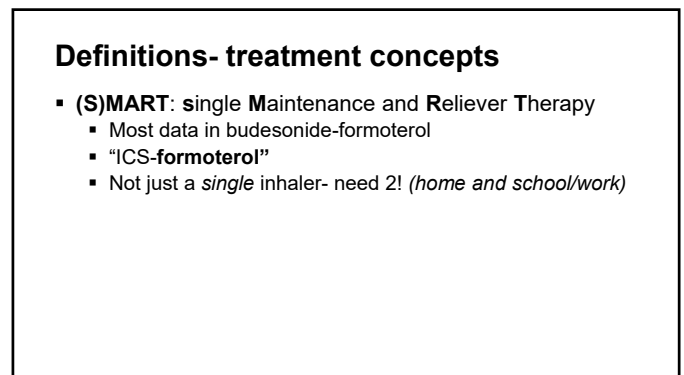 Definitions- treatment concepts
▪ (S)MART: single Maintenance and Reliever Therapy
▪ Most data in budesonide-formoterol
▪ “ICS-formoterol”
▪ Not just a single inhaler- need 2! (home and school/work)